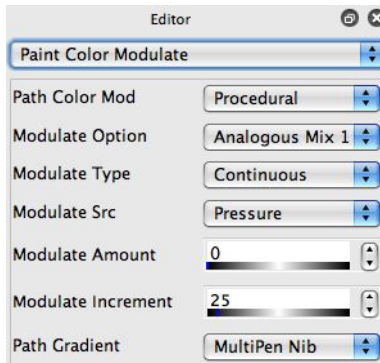 Editor
Paint Color Modulate
Path Color Mod Procedural
Modulate Option Analogous Mix 1
Modulate Type Continuous
Modulate Src Pressure
Modulate Amount 0
Modulate Increment 25
Path Gradient MultiPen Nib